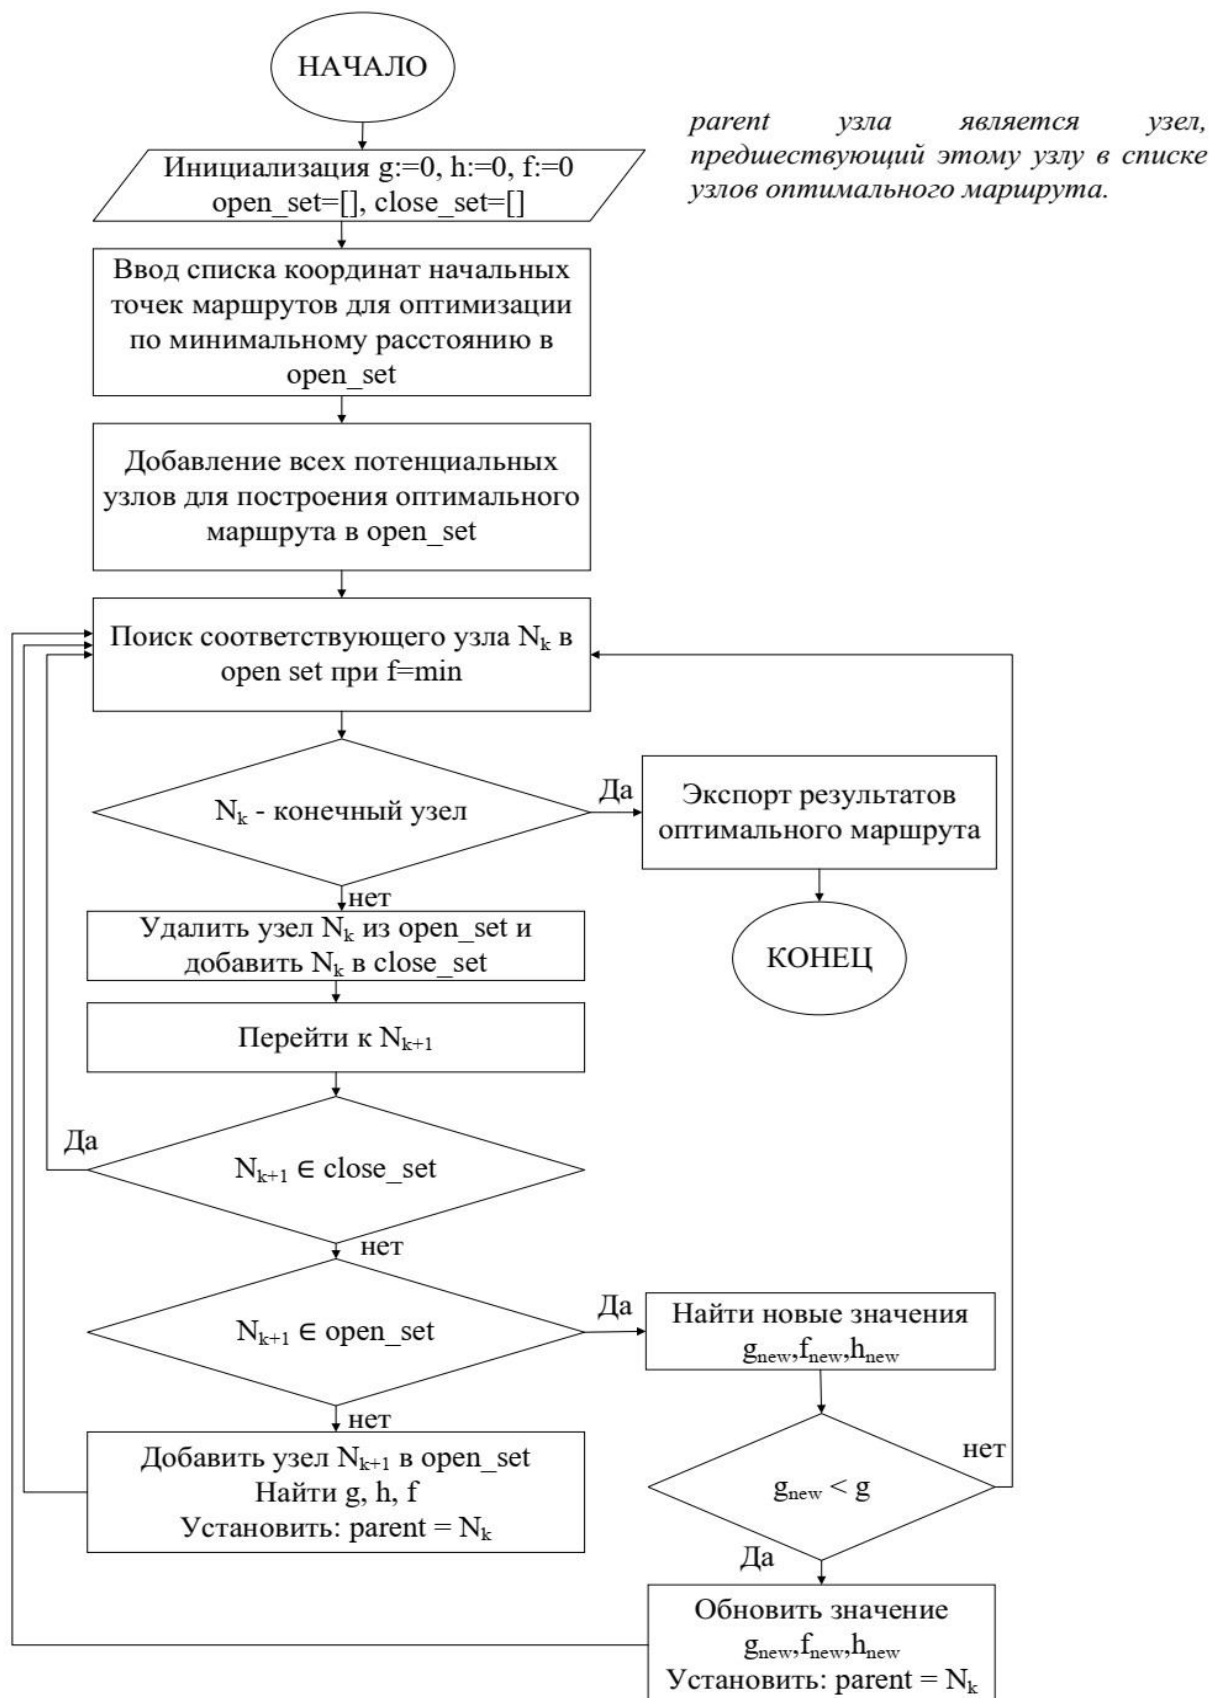 НАЧАЛО
parent узла является узел,
предшествующий этому узлу в списке
узлов оптимального маршрута.
Инициализация g:=0, h:=0, f:=0
open_set=[], close_set=[]
Ввод списка координат начальных
точек маршрутов для оптимизации
по минимальному расстоянию в
open_set
Добавление всех потенциальных
узлов для построения оптимального
маршрута в open_set
Поиск соответствующего узла Nk в
open set при f=min
Nk - конечный узел
Да
Экспорт результатов
оптимального маршрута
КОНЕЦ
нет
Удалить узел Nk из open_set и
добавить Nk в close_set
Перейти к Nk+1
Да
Nk+1 ∈ close_set
нет
Nk+1 ∈ open_set
Да
Найти новые значения
gnew,fnew,hnew
нет
Добавить узел Nk+1 в open_set
Найти g, h, f
Установить: parent = Nk
gnew < g
нет
Да
Обновить значение
gnew,fnew,hnew
Установить: parent = Nk